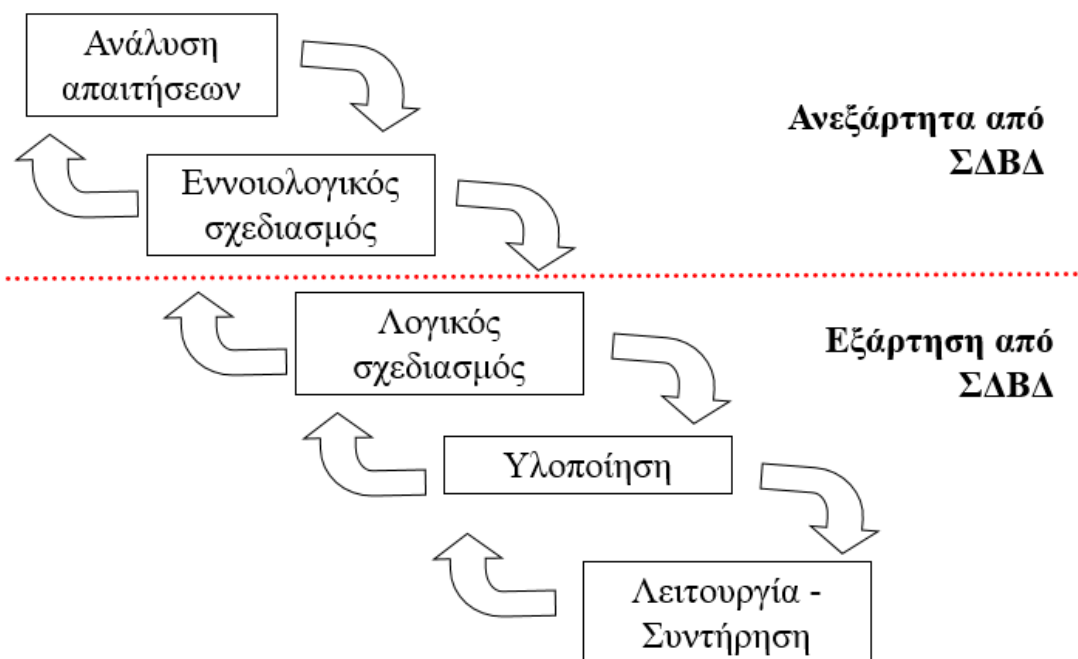 Ανάλυση
απαιτήσεων
Ανεξάρτητα από
ΣΔΒΔ
Εννοιολογικός
σχεδιασμός
Λογικός
σχεδιασμός
Εξάρτηση από
ΣΔΒΔ
Υλοποίηση
Λειτουργία -
Συντήρηση